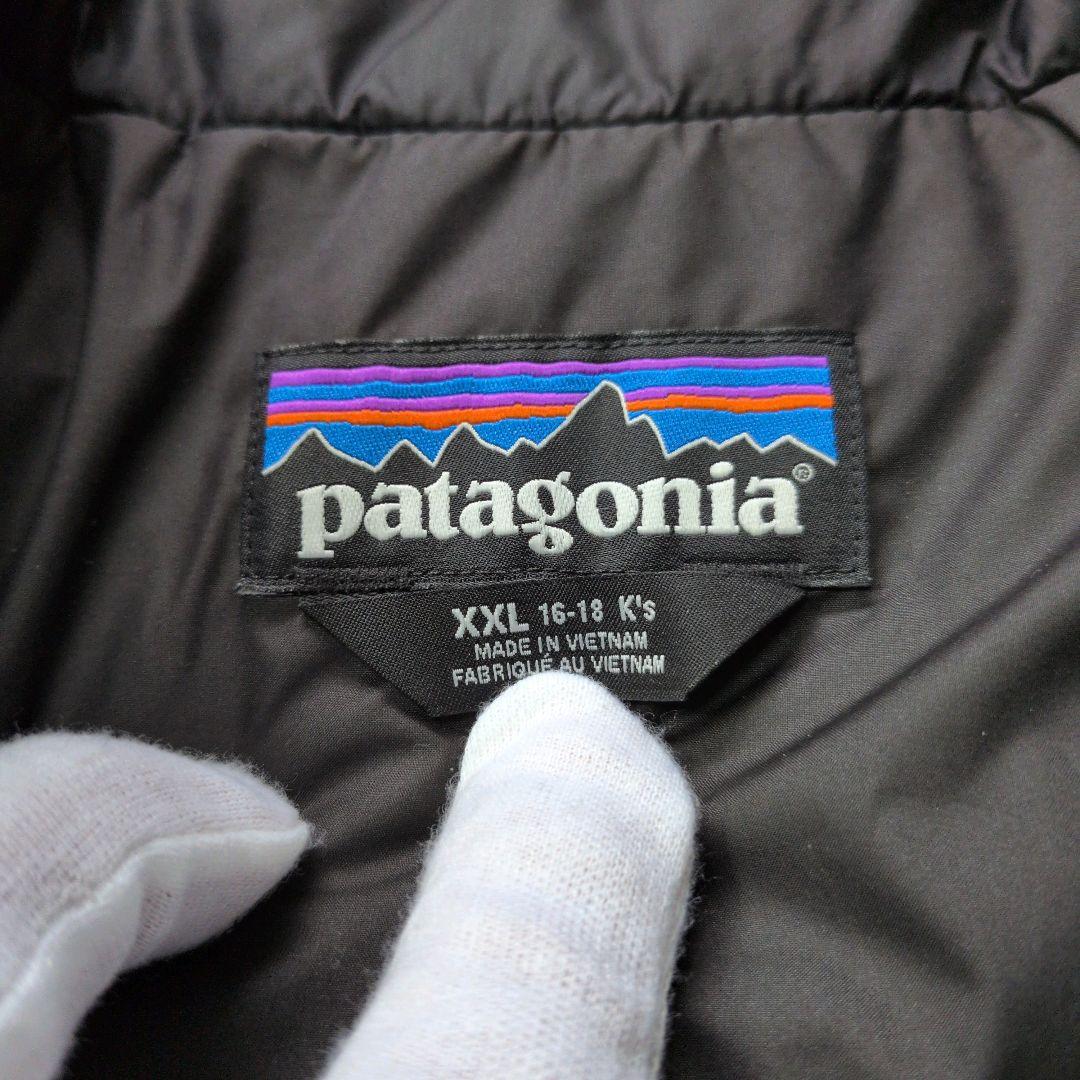 patagonia®
XXL 16-18 K's
MADE IN VIETNAM
FABRIQUÉ AU VIETNAM